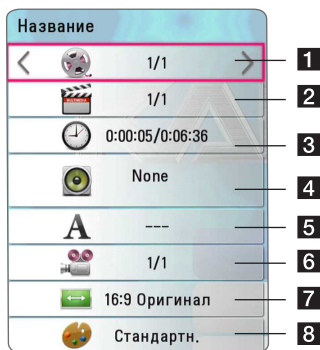 Название
1/1 1
MULTIMEDIA 1/1 2
0:00:05/0:06:36 3
None 4
A --- 5
1/1 6
16:9 Оригинал 7
Стандартн. 8